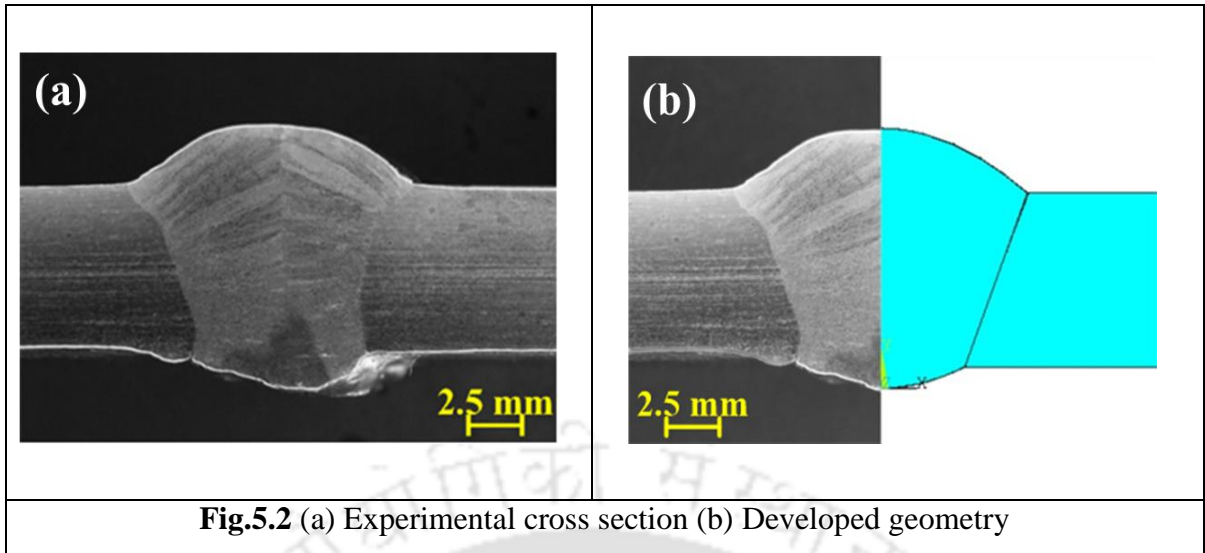 (a)
2.5 mm
(b)
Y
X
2.5 mm
Fig.5.2 (a) Experimental cross section (b) Developed geometry